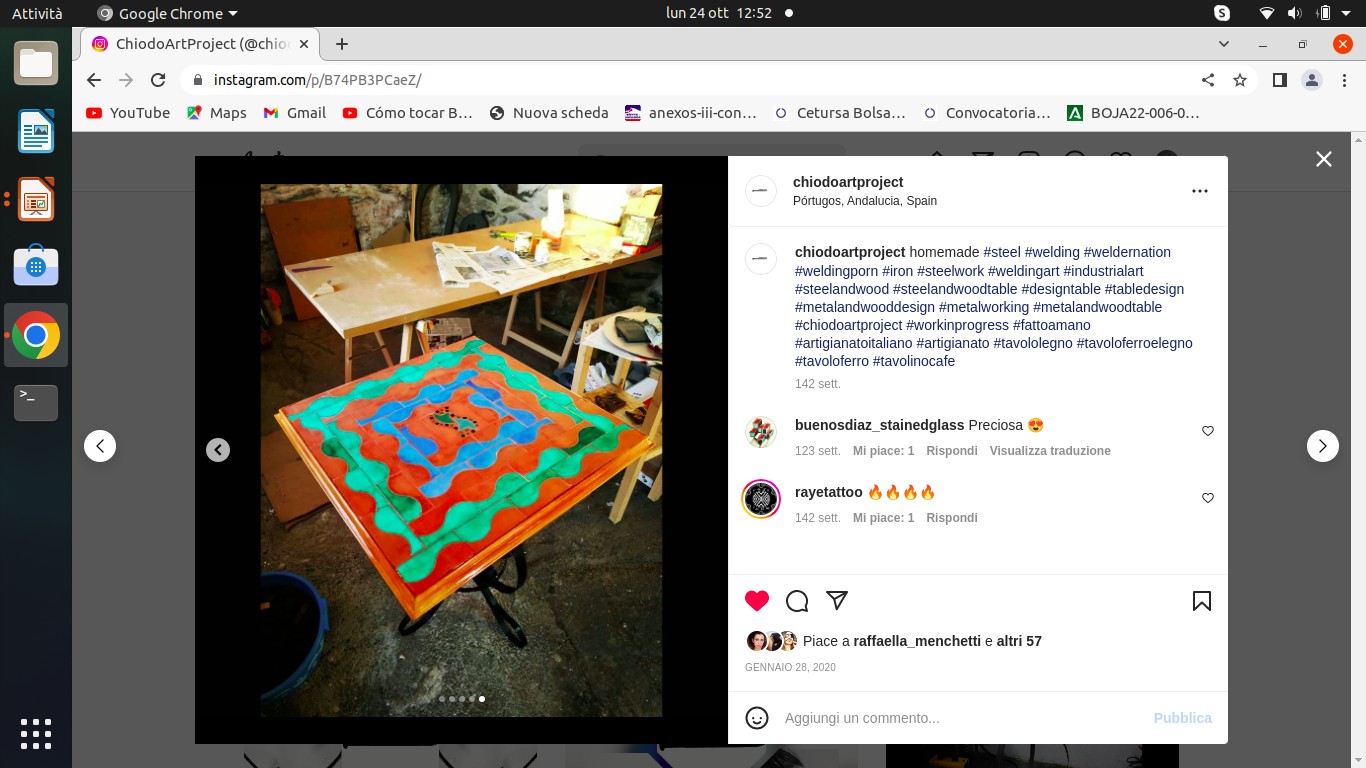 Attività
Google Chrome
lun 24 ott 12:52
ChiodoArtProject (@chio
instagram.com/p/B74PB3PCaeZ/
YouTube
Maps
Gmail
Cómo tocar B…
Nuova scheda
anexos-iii-con…
Cetursa Bolsa…
Convocatoria…
BOJA22-006-0…
chiodoartproject
Pórtugos, Andalucia, Spain
chiodoartproject homemade #steel #welding #weldernation
#weldingporn #iron #steelwork #weldingart #industrialart
#steelandwood #steelandwoodtable #designtable #tabledesign
#metalandwooddesign #metalworking #metalandwoodtable
#chiodoartproject #workinprogress #fattoamano
#artigianatoitaliano #artigianato #tavololegno #tavoloferroelegno
#tavoloferro #tavolinocafe
142 sett.
buenosdiaz_stainedglass Preciosa 😍
123 sett. Mi piace: 1 Rispondi Visualizza traduzione
rayetattoo 🔥🔥🔥🔥
142 sett. Mi piace: 1 Rispondi
Piace a raffaella_menchetti e altri 57
GENNAIO 28, 2020
Aggiungi un commento...
Pubblica